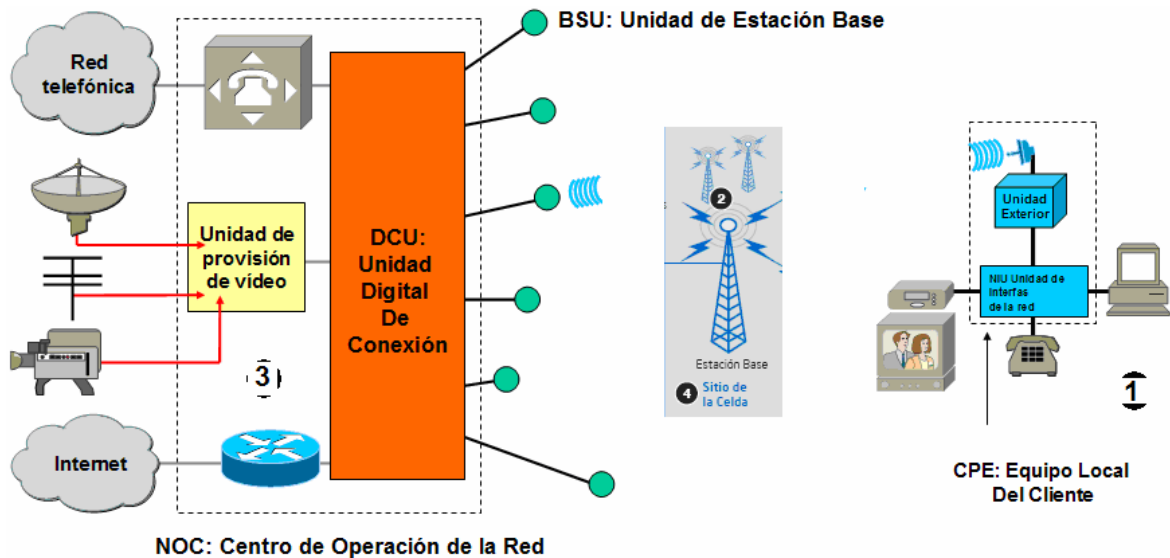 BSU: Unidad de Estación Base
Red
telefónica
Unidad de
provisión
de vídeo
DCU:
Unidad
Digital
De
Conexión
3
Internet
NOC: Centro de Operación de la Red
2
Estación Base
4 Sitio de
la Celda
Unidad
Exterior
NIU Unidad de
Interfas
de la red
1
CPE: Equipo Local
Del Cliente